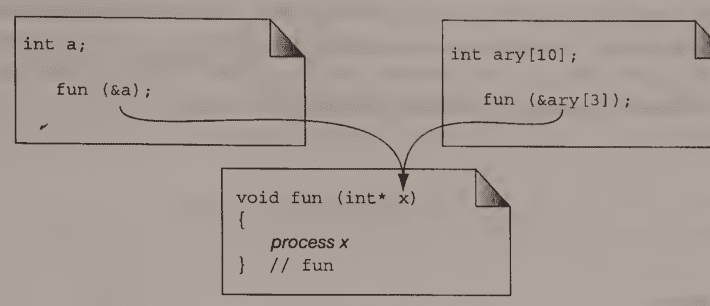 int a;
fun (&a);
int ary[10];
fun (&ary[3]);
void fun (int* x)
{
process x
} // fun